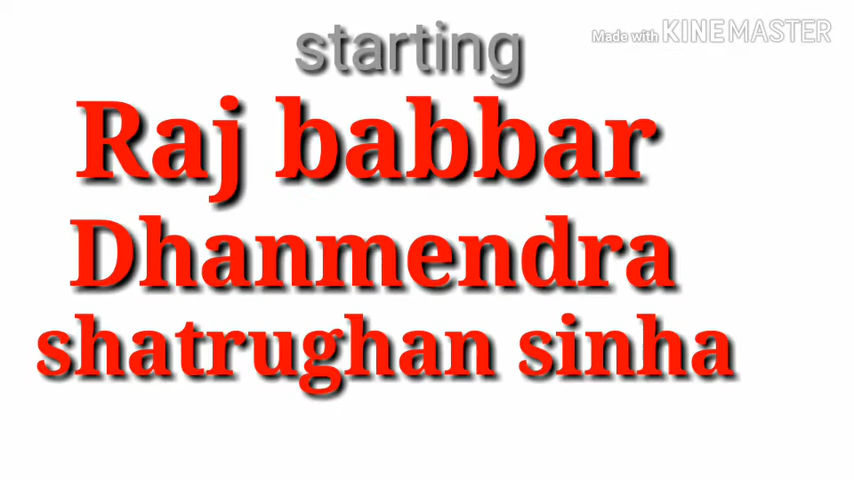 starting
Made with KINEMASTER
Raj babbar
Dhanmendra
shatrughan sinha